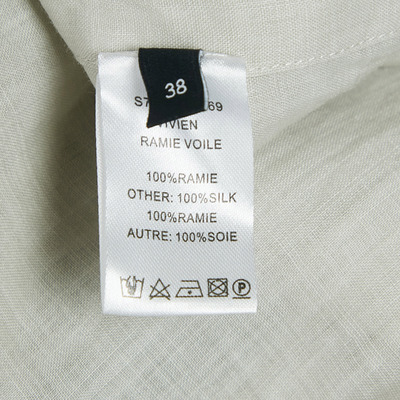 38
RAMIE VOILE
100%RAMIE
OTHER: 100%SILK
100%RAMIE
AUTRE: 100%SOIE
P